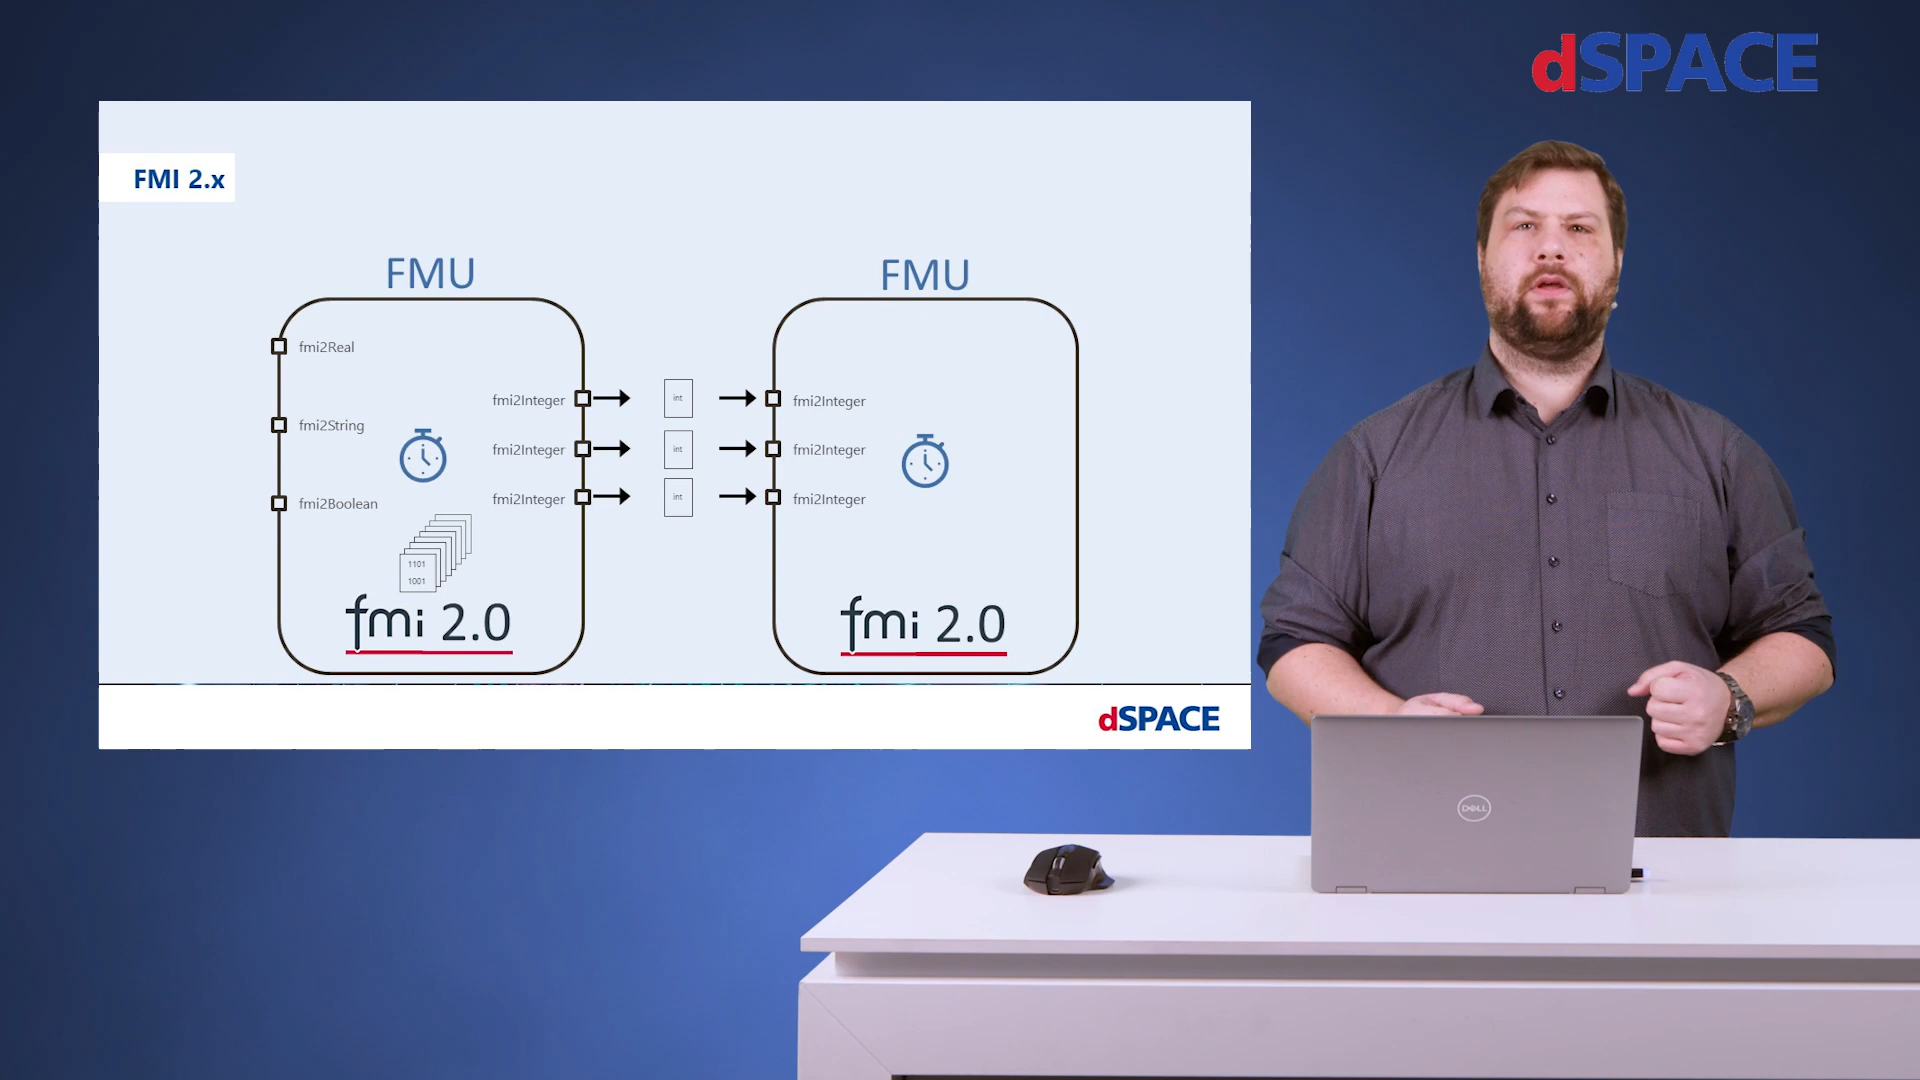 dSPACE
FMI 2.x
FMU
FMU
fmi2Real
fmi2Integer
int
fmi2Integer
fmi2String
fmi2Integer
int
fmi2Integer
fmi2Boolean
fmi2Integer
int
fmi2Integer
1101
1001
fmi 2.0
fmi 2.0
dSPACE
DELL